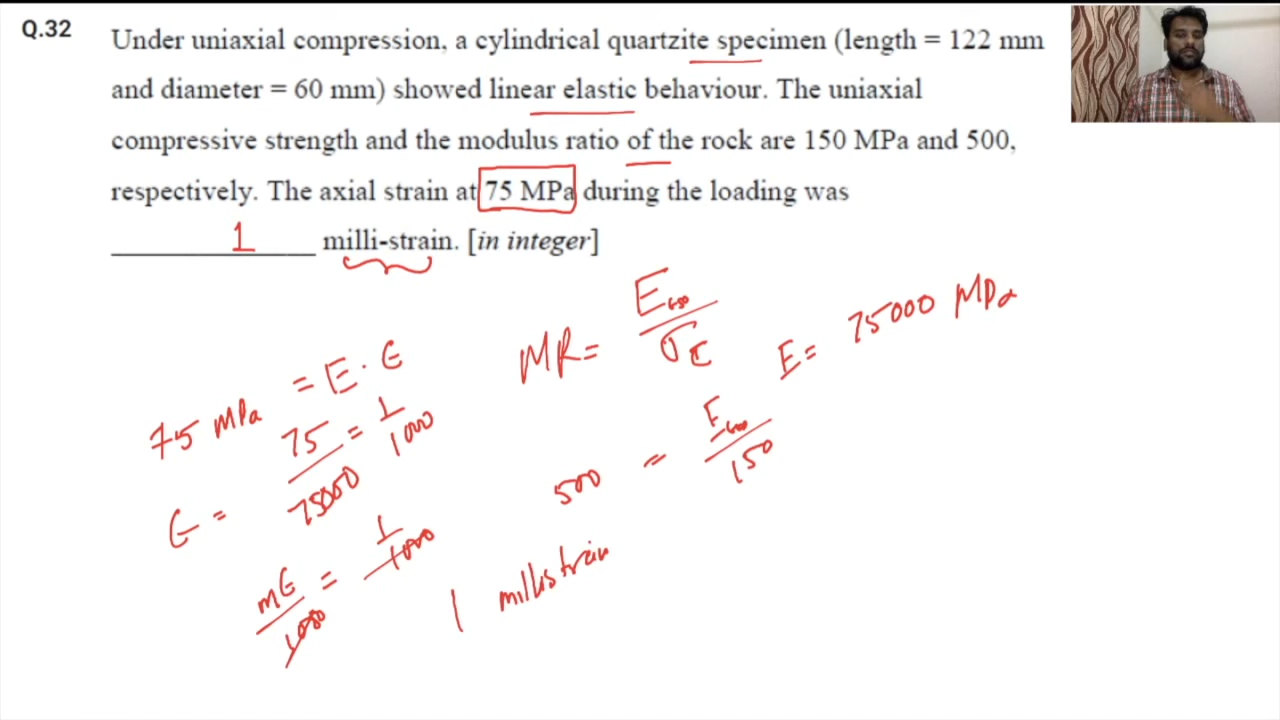 Q.32
Under uniaxial compression, a cylindrical quartzite specimen (length = 122 mm
and diameter = 60 mm) showed linear elastic behaviour. The uniaxial
compressive strength and the modulus ratio of the rock are 150 MPa and 500,
respectively. The axial strain at 75 MPa during the loading was
1 milli-strain. [in integer]
75 MPa = E · ϵ
ϵ = 75/75000 = 1/1000
mϵ/1000 = 1/1000
1 millistrain
MR = E/σc
500 = E/150
E = 75000 MPa